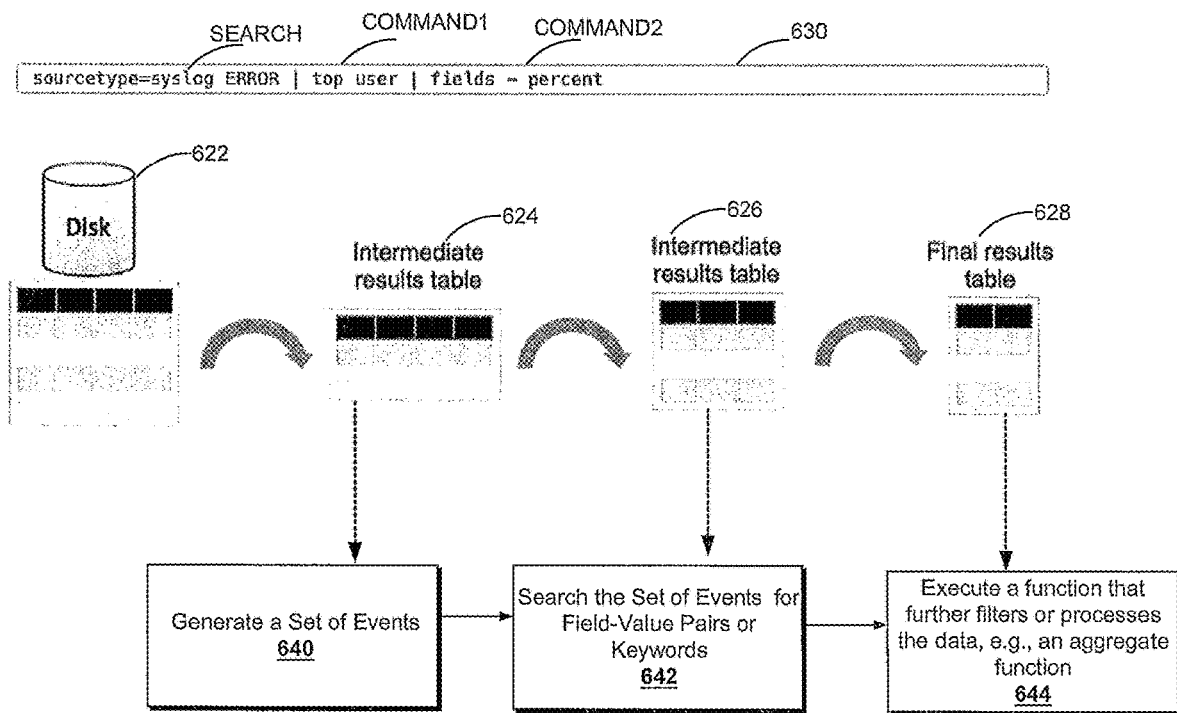 SEARCH
COMMAND1
COMMAND2
630
sourcetype=syslog ERROR | top user | fields - percent
622
Disk
624
Intermediate
results table
626
Intermediate
results table
628
Final results
table
Generate a Set of Events
640
Search the Set of Events for
Field-Value Pairs or
Keywords
642
Execute a function that
further filters or processes
the data, e.g., an aggregate
function
644